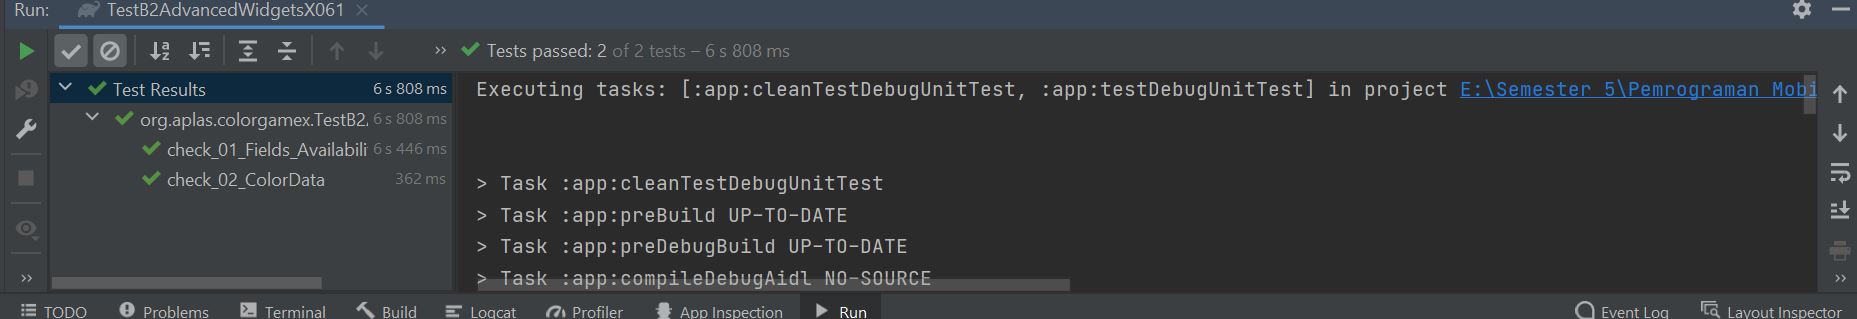 Run: TestB2AdvancedWidgetsX061
Tests passed: 2 of 2 tests – 6 s 808 ms
Test Results 6 s 808 ms
org.aplas.colorgamex.TestB2 6 s 808 ms
check_01_Fields_Availabili 6 s 446 ms
check_02_ColorData 362 ms
Executing tasks: [:app:cleanTestDebugUnitTest, :app:testDebugUnitTest] in project E:\Semester 5\Pemrograman Mobi
> Task :app:cleanTestDebugUnitTest
> Task :app:preBuild UP-TO-DATE
> Task :app:preDebugBuild UP-TO-DATE
> Task :app:compileDebugAidl NO-SOURCE
TODO Problems Terminal Build Logcat Profiler App Inspection Run Event Log Layout Inspector